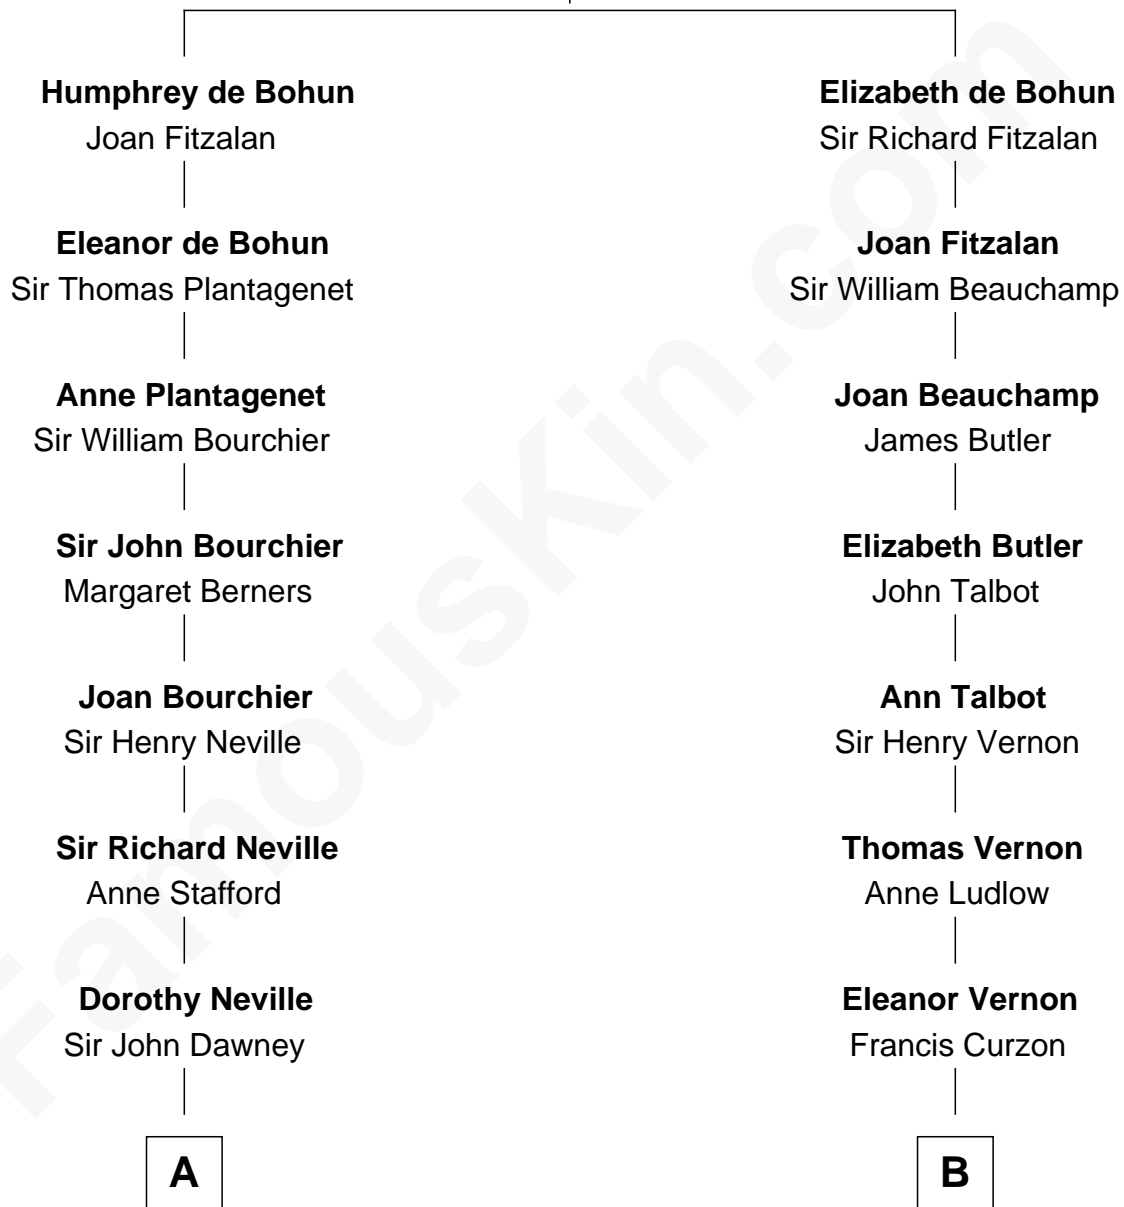 Humphrey de Bohun
Joan Fitzalan
Eleanor de Bohun
Sir Thomas Plantagenet
Anne Plantagenet
Sir William Bourchier
Sir John Bourchier
Margaret Berners
Joan Bourchier
Sir Henry Neville
Sir Richard Neville
Anne Stafford
Dorothy Neville
Sir John Dawney
A
Elizabeth de Bohun
Sir Richard Fitzalan
Joan Fitzalan
Sir William Beauchamp
Joan Beauchamp
James Butler
Elizabeth Butler
John Talbot
Ann Talbot
Sir Henry Vernon
Thomas Vernon
Anne Ludlow
Eleanor Vernon
Francis Curzon
B
FamousKin.com